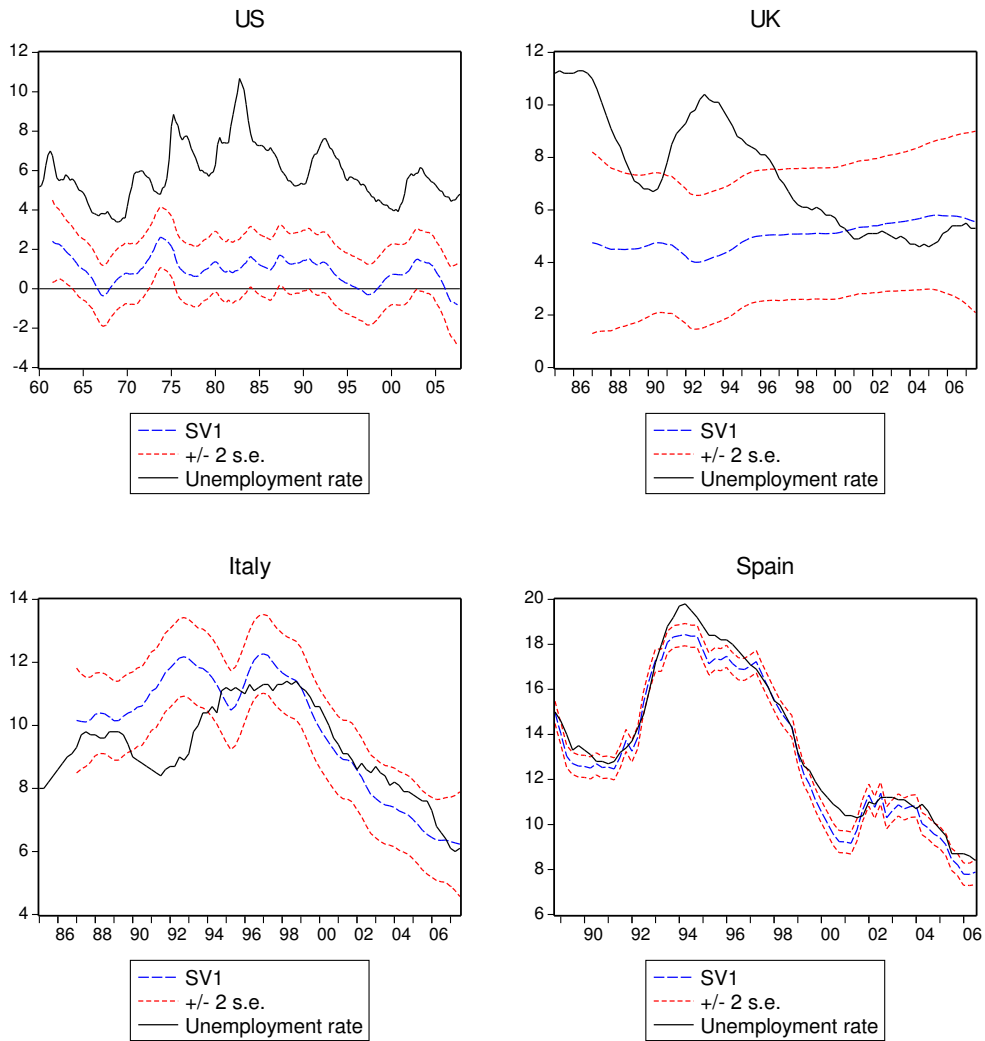 US
12
10
8
6
4
2
0
-2
-4
60 65 70 75 80 85 90 95 00 05
SV1
+/- 2 s.e.
Unemployment rate
UK
12
10
8
6
4
2
0
86 88 90 92 94 96 98 00 02 04 06
SV1
+/- 2 s.e.
Unemployment rate
Italy
14
12
10
8
6
4
86 88 90 92 94 96 98 00 02 04 06
SV1
+/- 2 s.e.
Unemployment rate
Spain
20
18
16
14
12
10
8
6
90 92 94 96 98 00 02 04 06
SV1
+/- 2 s.e.
Unemployment rate